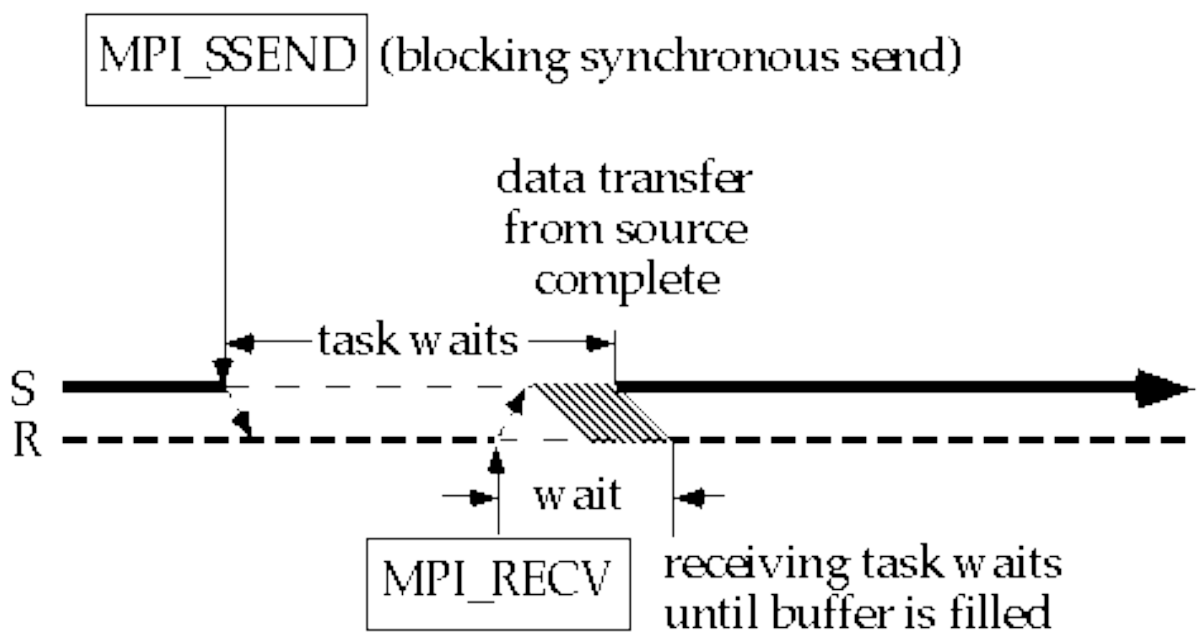 MPI_SSEND (blocking synchronous send)
data transfer
from source
complete
task waits
S
R
wait
MPI_RECV
receiving task waits
until buffer is filled